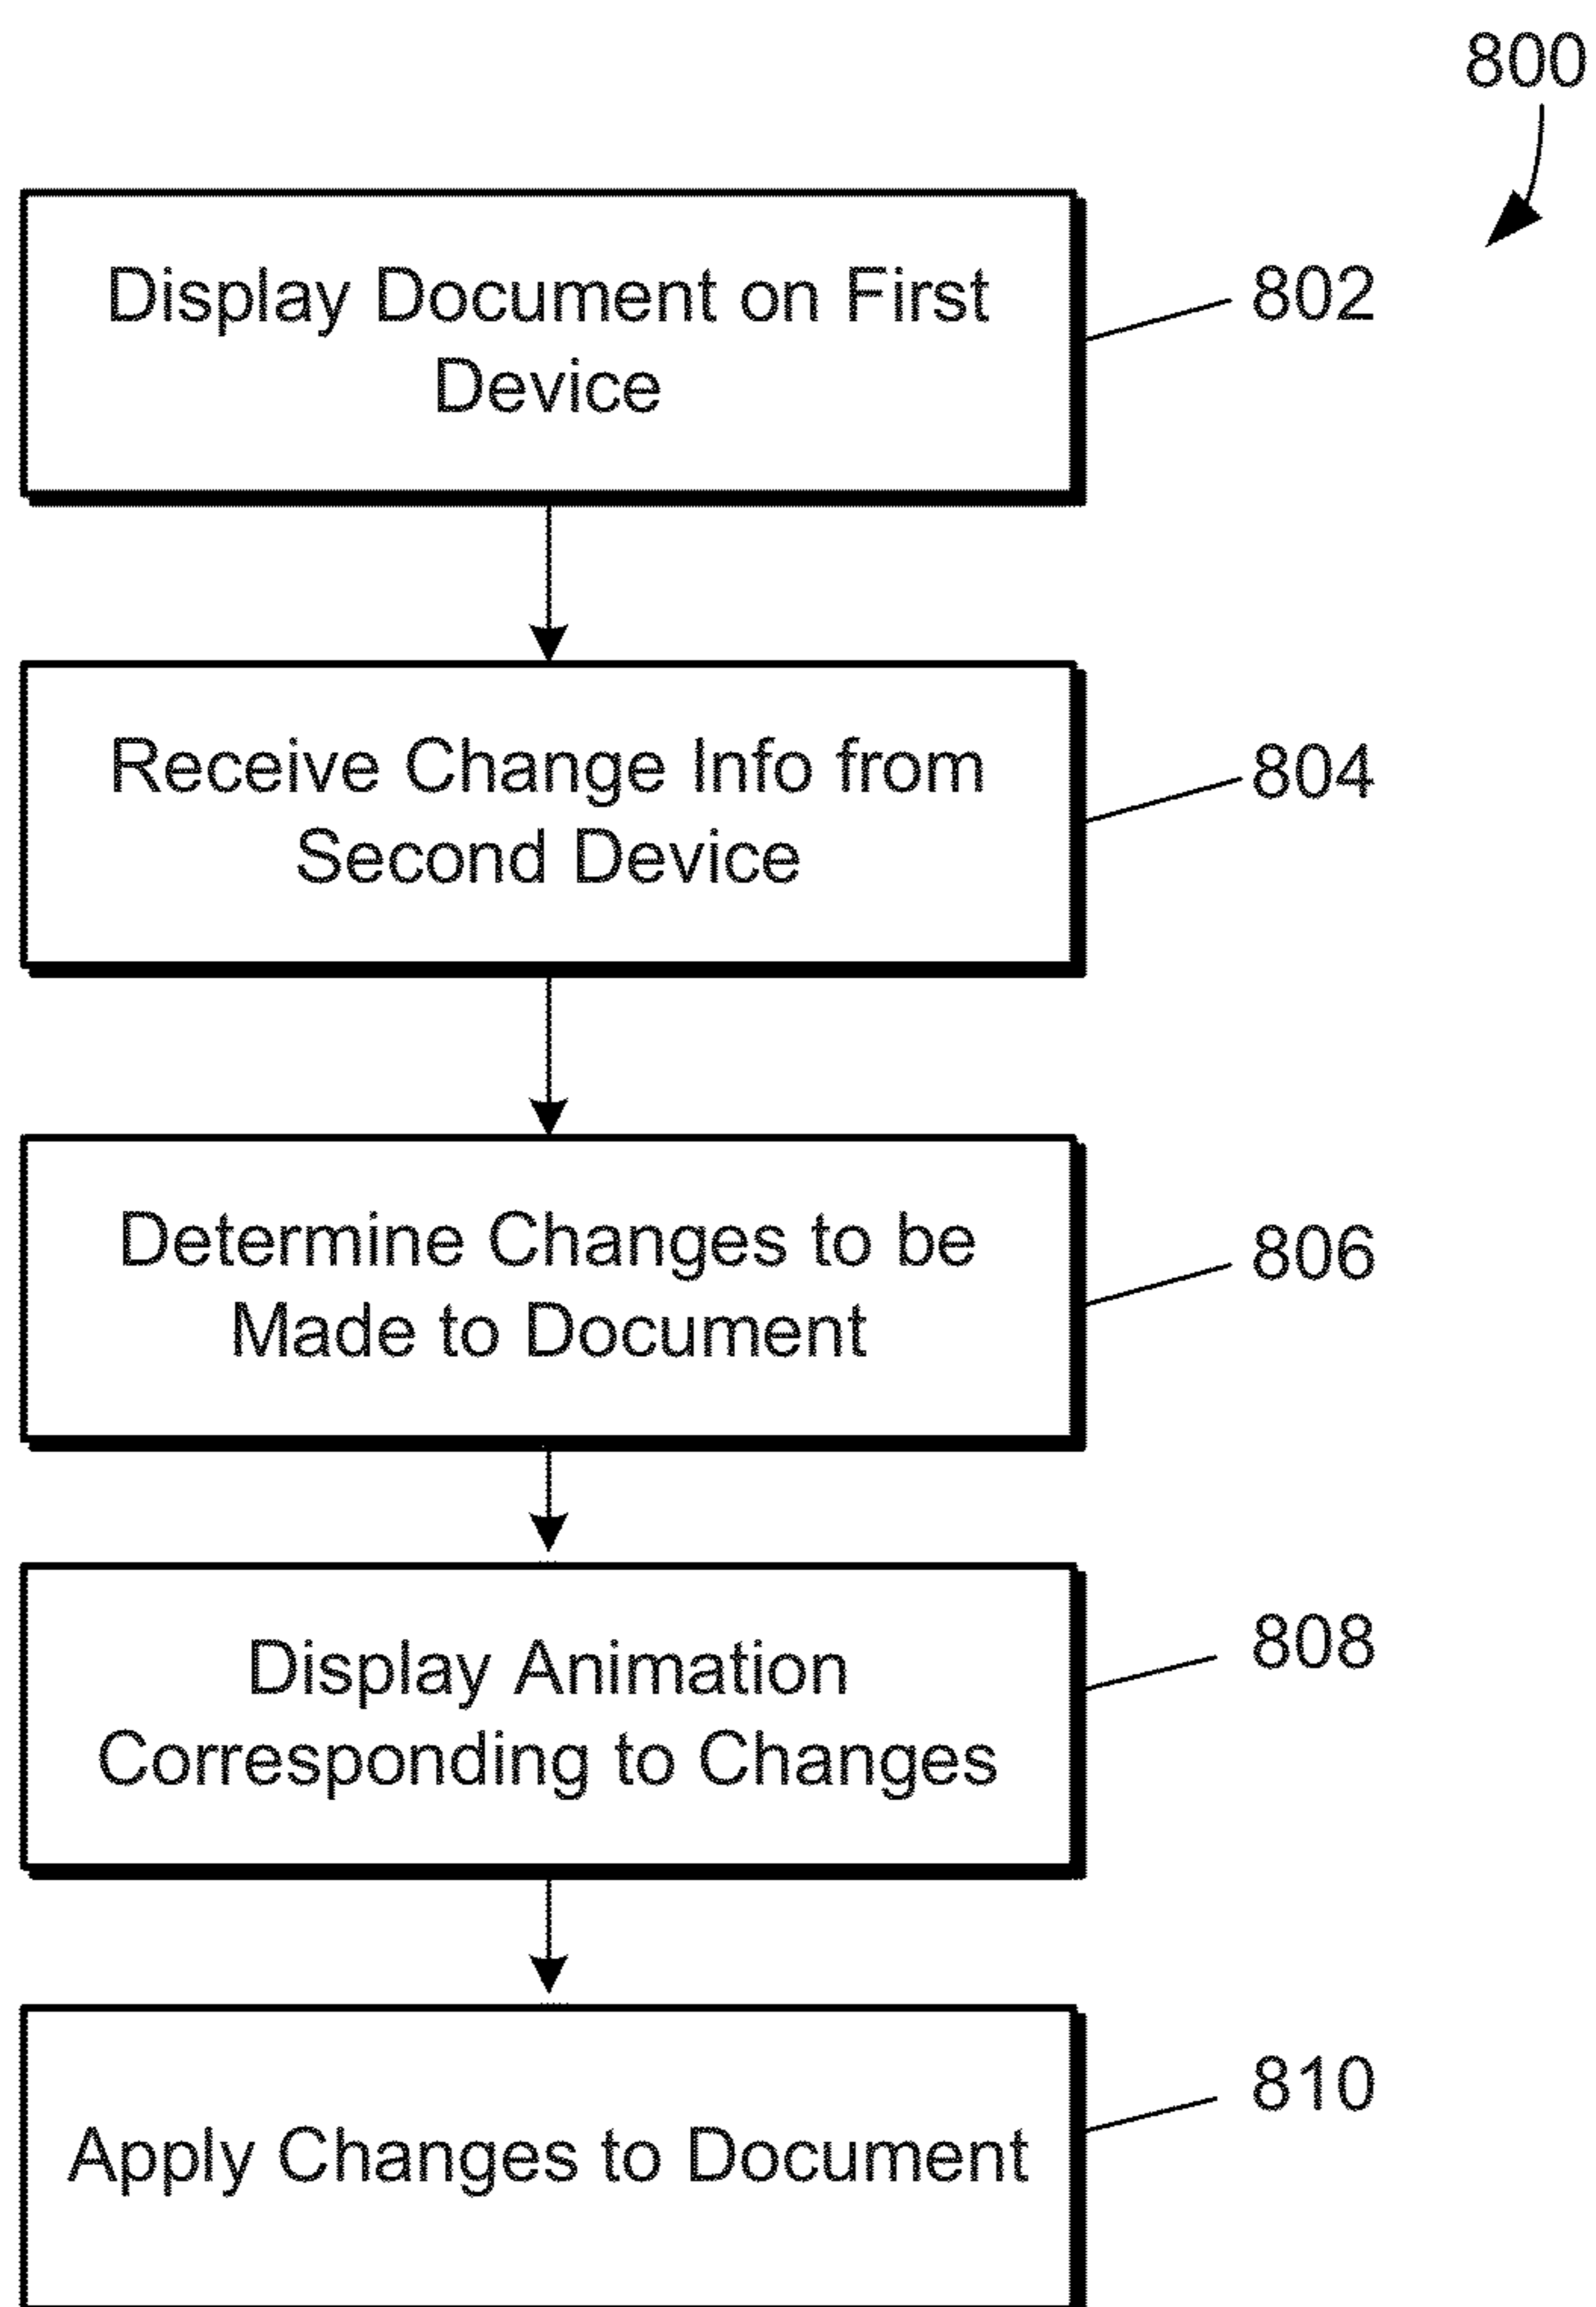 800
Display Document on First
Device
802
Receive Change Info from
Second Device
804
Determine Changes to be
Made to Document
806
Display Animation
Corresponding to Changes
808
Apply Changes to Document
810